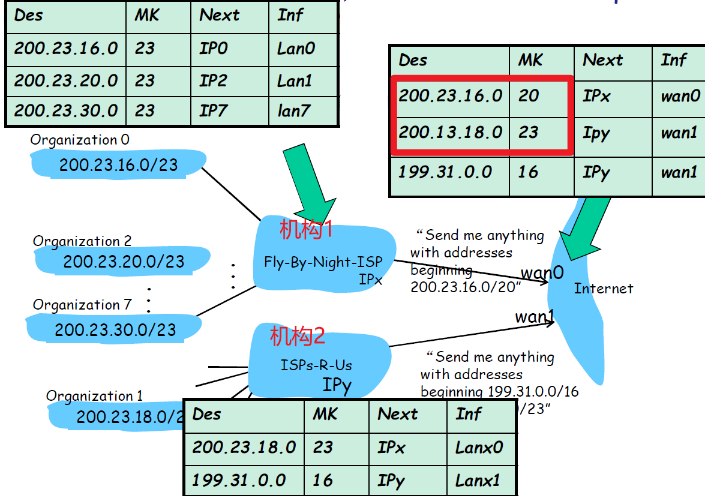 Des MK Next Inf
200.23.16.0 23 IP0 Lan0
200.23.20.0 23 IP2 Lan1
200.23.30.0 23 IP7 lan7
Des MK Next Inf
200.23.16.0 20 IPx wan0
200.13.18.0 23 Ipy wan1
199.31.0.0 16 IPy wan1
Organization 0
200.23.16.0/23
Organization 2
200.23.20.0/23
Organization 7
200.23.30.0/23
机构1
Fly-By-Night-ISP
IPx
“Send me anything
with addresses
beginning
200.23.16.0/20”
wan0
Internet
wan1
机构2
ISPs-R-Us
IPy
Organization 1
200.23.18.0/2
“Send me anything
with addresses
beginning 199.31.0.0/16
0/23”
Des MK Next Inf
200.23.18.0 23 IPx Lanx0
199.31.0.0 16 IPy Lanx1